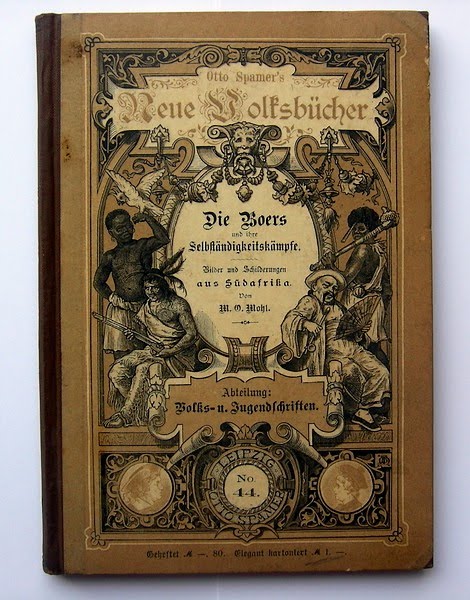 Otto Spamer's
Neue Volksbücher
Die Boers
und ihre
Selbständigkeitskämpfe.
Bilder und Schilderungen
aus Südafrika.
Von
M. O. Mohl.
Abteilung:
Volks- u. Jugendschriften.
LEIPZIG
No.
44.
OTTO SPAMER
Geheftet ℳ —. 80. Elegant kartoniert ℳ 1. —